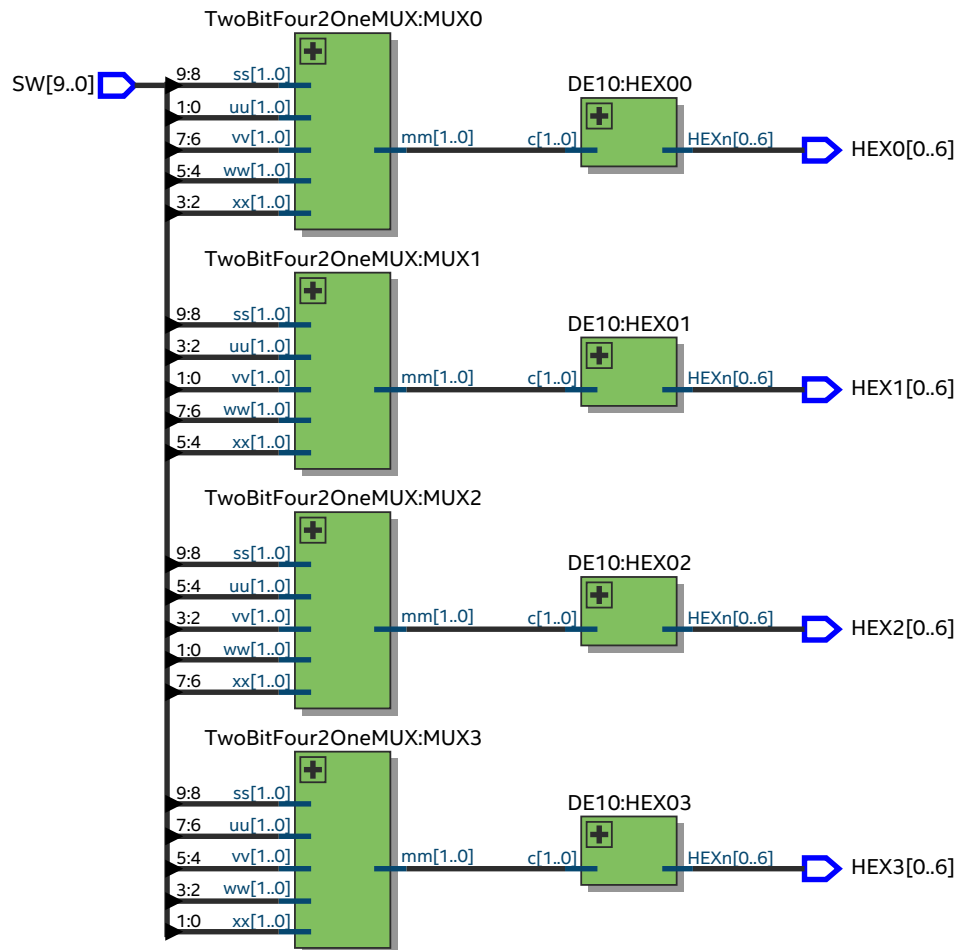 TwoBitFour2OneMUX:MUX0
SW[9..0]
9:8 ss[1..0]
1:0 uu[1..0]
7:6 vv[1..0]
5:4 ww[1..0]
3:2 xx[1..0]
mm[1..0]
DE10:HEX00
c[1..0]
HEXn[0..6]
HEX0[0..6]
TwoBitFour2OneMUX:MUX1
9:8 ss[1..0]
3:2 uu[1..0]
1:0 vv[1..0]
7:6 ww[1..0]
5:4 xx[1..0]
mm[1..0]
DE10:HEX01
c[1..0]
HEXn[0..6]
HEX1[0..6]
TwoBitFour2OneMUX:MUX2
9:8 ss[1..0]
5:4 uu[1..0]
3:2 vv[1..0]
1:0 ww[1..0]
7:6 xx[1..0]
mm[1..0]
DE10:HEX02
c[1..0]
HEXn[0..6]
HEX2[0..6]
TwoBitFour2OneMUX:MUX3
9:8 ss[1..0]
7:6 uu[1..0]
5:4 vv[1..0]
3:2 ww[1..0]
1:0 xx[1..0]
mm[1..0]
DE10:HEX03
c[1..0]
HEXn[0..6]
HEX3[0..6]